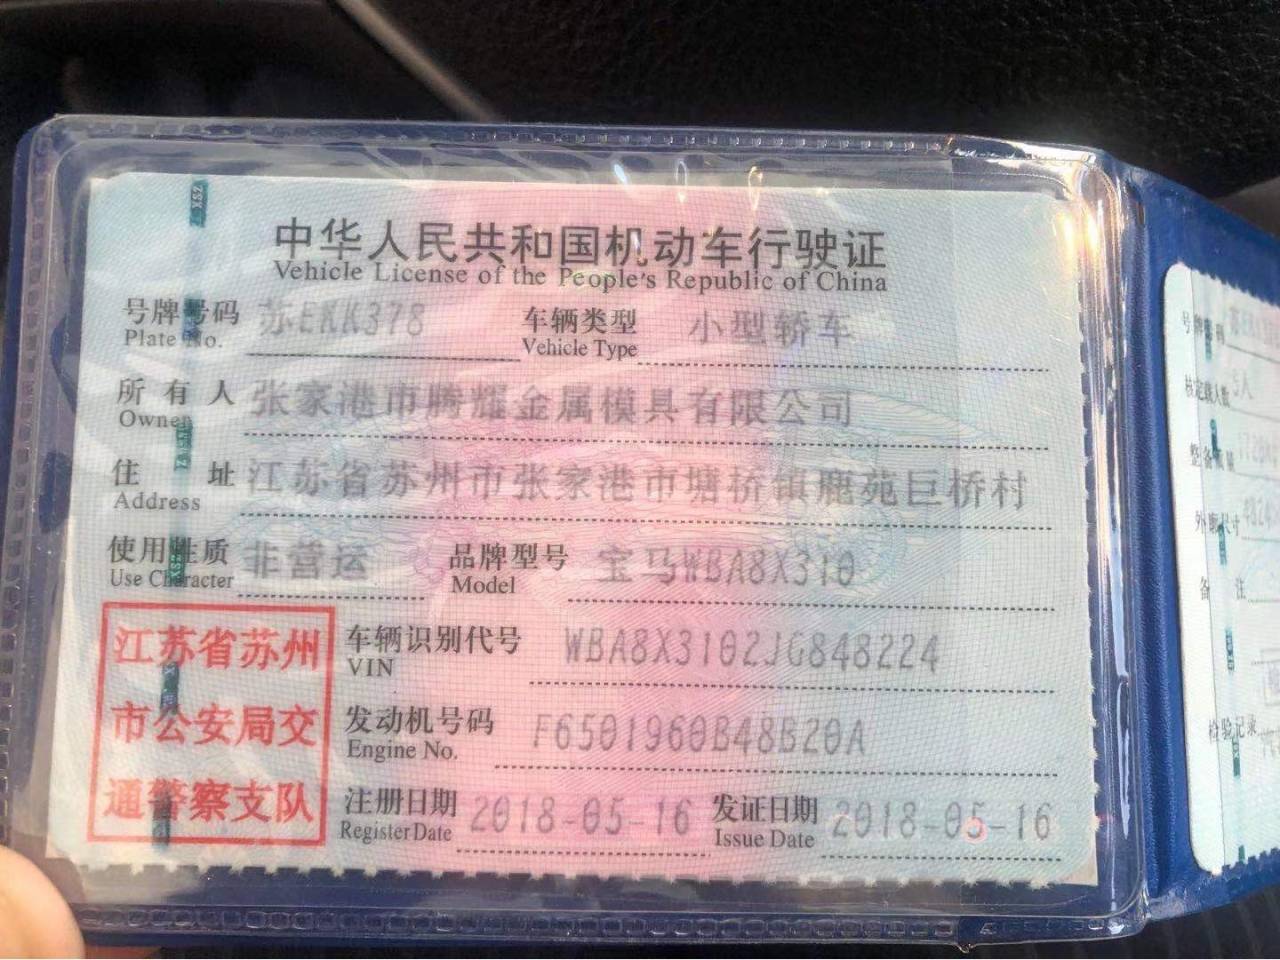 中华人民共和国机动车行驶证
Vehicle License of the People's Republic of China
号牌号码 苏EKK378 车辆类型 小型轿车
Plate No. Vehicle Type
所有人 张家港市腾耀金属模具有限公司
Owner
住址 江苏省苏州市张家港市塘桥镇鹿苑巨桥村
Address
使用性质 非营运 品牌型号 宝马WBA8X310
Use Character Model
江苏省苏州
市公安局交
通警察支队
车辆识别代号 WBA8X3102JG848224
VIN
发动机号码 F6501960B48B20A
Engine No.
注册日期 2018-05-16 发证日期 2018-05-16
Register Date Issue Date
号牌号码
核定载人数 5人
整备质量
外廓尺寸
备注
检验记录